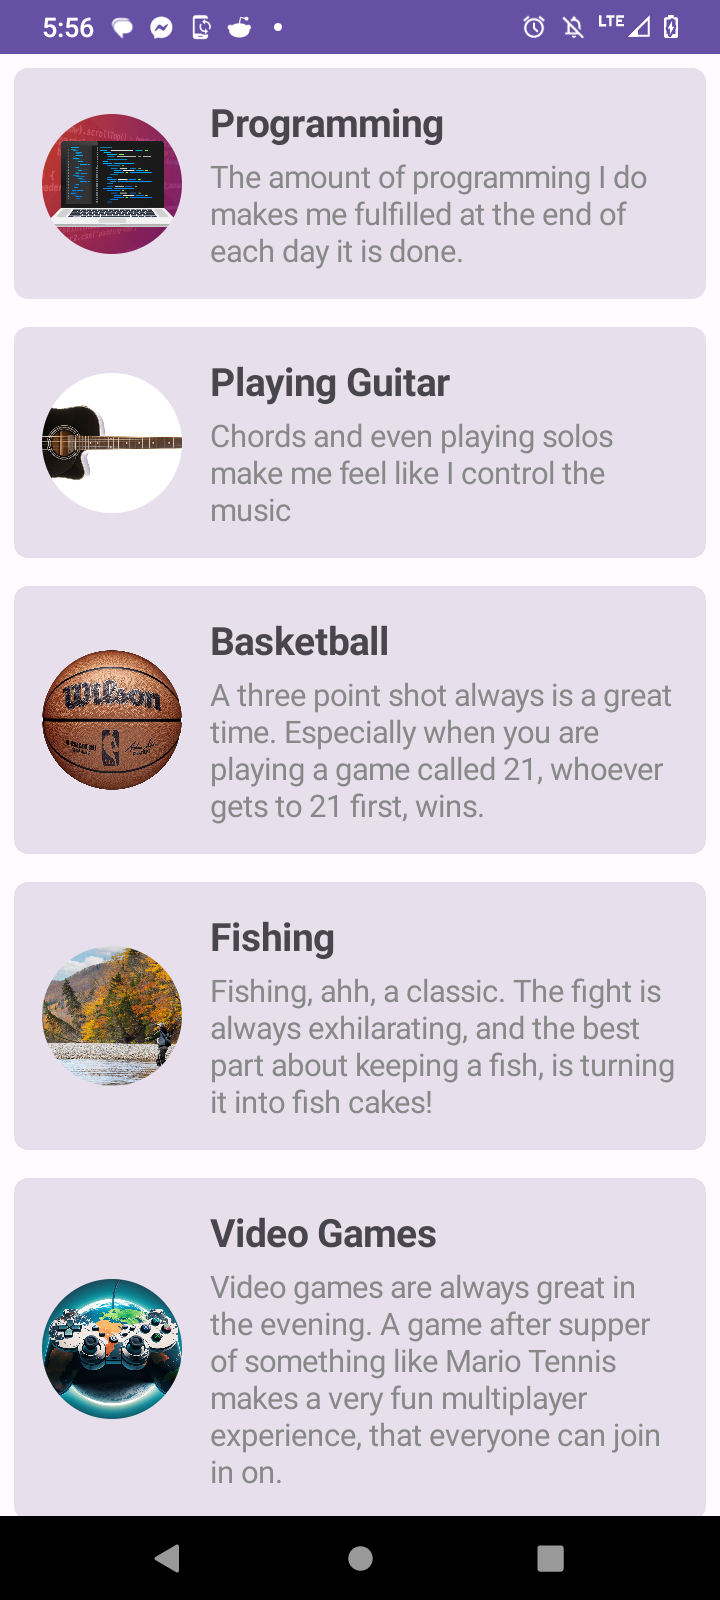 5:56
LTE
Programming
The amount of programming I do
makes me fulfilled at the end of
each day it is done.
Playing Guitar
Chords and even playing solos
make me feel like I control the
music
Wilson
Basketball
A three point shot always is a great
time. Especially when you are
playing a game called 21, whoever
gets to 21 first, wins.
Fishing
Fishing, ahh, a classic. The fight is
always exhilarating, and the best
part about keeping a fish, is turning
it into fish cakes!
Video Games
Video games are always great in
the evening. A game after supper
of something like Mario Tennis
makes a very fun multiplayer
experience, that everyone can join
in on.